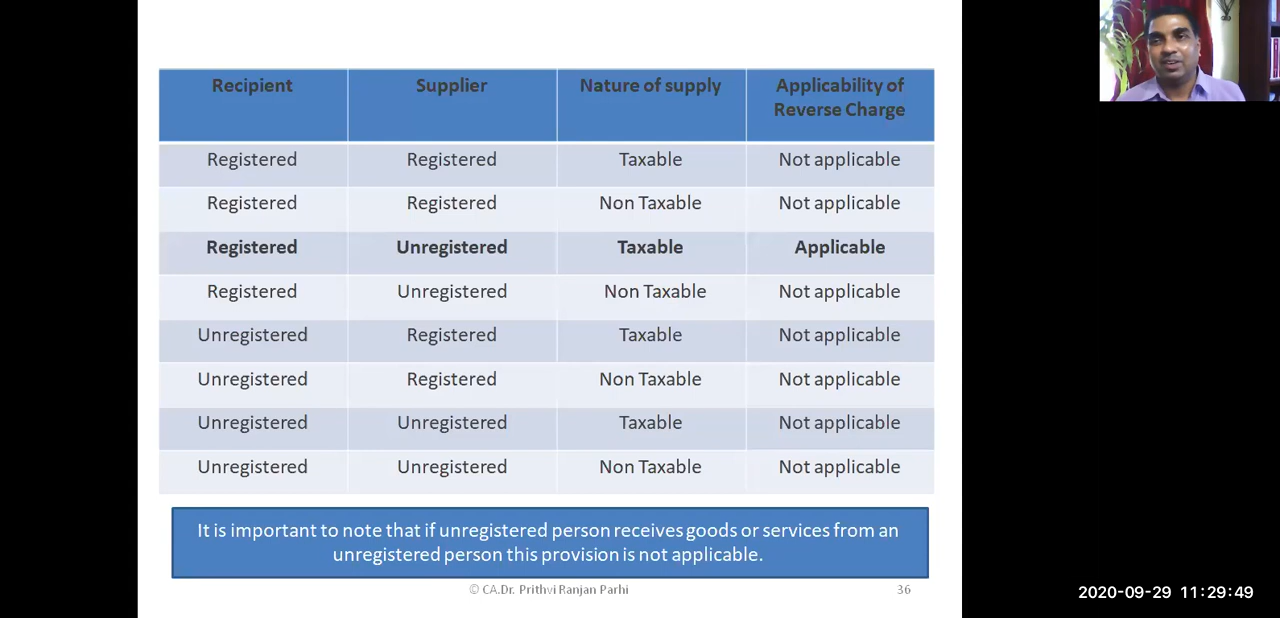 Recipient Supplier Nature of supply Applicability of
Reverse Charge
Registered Registered Taxable Not applicable
Registered Registered Non Taxable Not applicable
Registered Unregistered Taxable Applicable
Registered Unregistered Non Taxable Not applicable
Unregistered Registered Taxable Not applicable
Unregistered Registered Non Taxable Not applicable
Unregistered Unregistered Taxable Not applicable
Unregistered Unregistered Non Taxable Not applicable
It is important to note that if unregistered person receives goods or services from an
unregistered person this provision is not applicable.
© CA.Dr. Prithvi Ranjan Parhi 36
2020-09-29 11:29:49